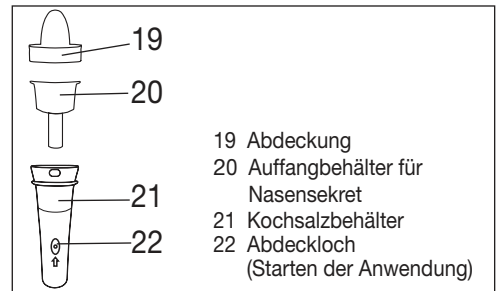 19
20
21
22
19 Abdeckung
20 Auffangbehälter für
Nasensekret
21 Kochsalzbehälter
22 Abdeckloch
(Starten der Anwendung)